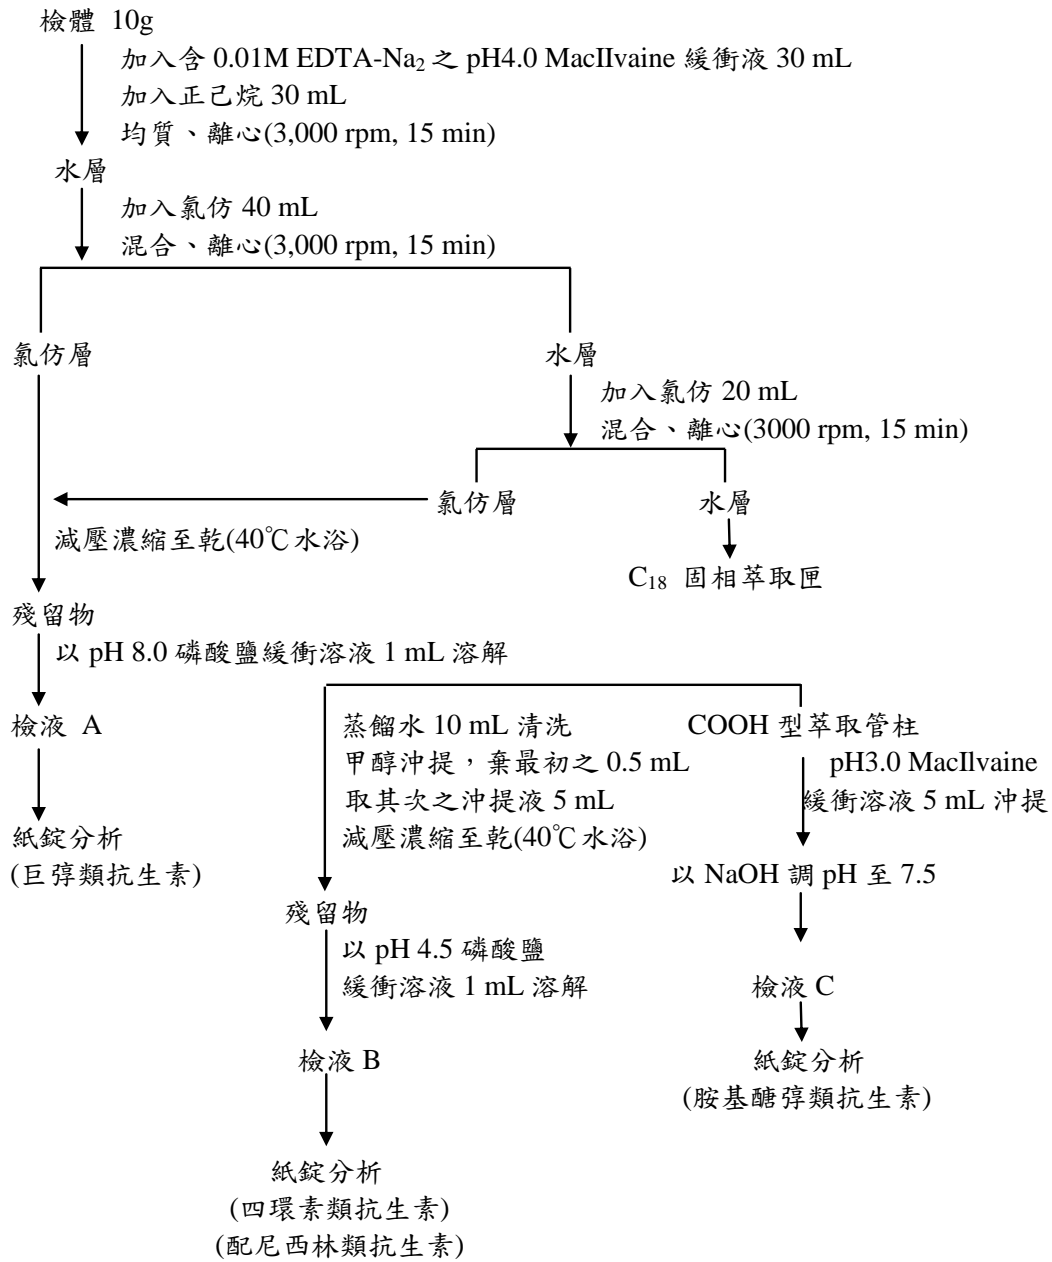 檢體 10g
加入含 0.01M EDTA-Na₂之 pH4.0 MacIIvaine 緩衝液 30 mL
加入正己烷 30 mL
均質、離心(3,000 rpm, 15 min)
水層
加入氯仿 40 mL
混合、離心(3,000 rpm, 15 min)
氯仿層
水層
加入氯仿 20 mL
混合、離心(3000 rpm, 15 min)
氯仿層
水層
減壓濃縮至乾(40℃水浴)
C₁₈ 固相萃取匣
殘留物
以 pH 8.0 磷酸鹽緩衝溶液 1 mL 溶解
檢液 A
紙錠分析
(巨弴類抗生素)
蒸餾水 10 mL 清洗
甲醇沖提，棄最初之 0.5 mL
取其次之沖提液 5 mL
減壓濃縮至乾(40℃水浴)
COOH 型萃取管柱
pH3.0 MacIlvaine
緩衝溶液 5 mL 沖提
以 NaOH 調 pH 至 7.5
殘留物
以 pH 4.5 磷酸鹽
緩衝溶液 1 mL 溶解
檢液 C
紙錠分析
(胺基醣弴類抗生素)
檢液 B
紙錠分析
(四環素類抗生素)
(配尼西林類抗生素)